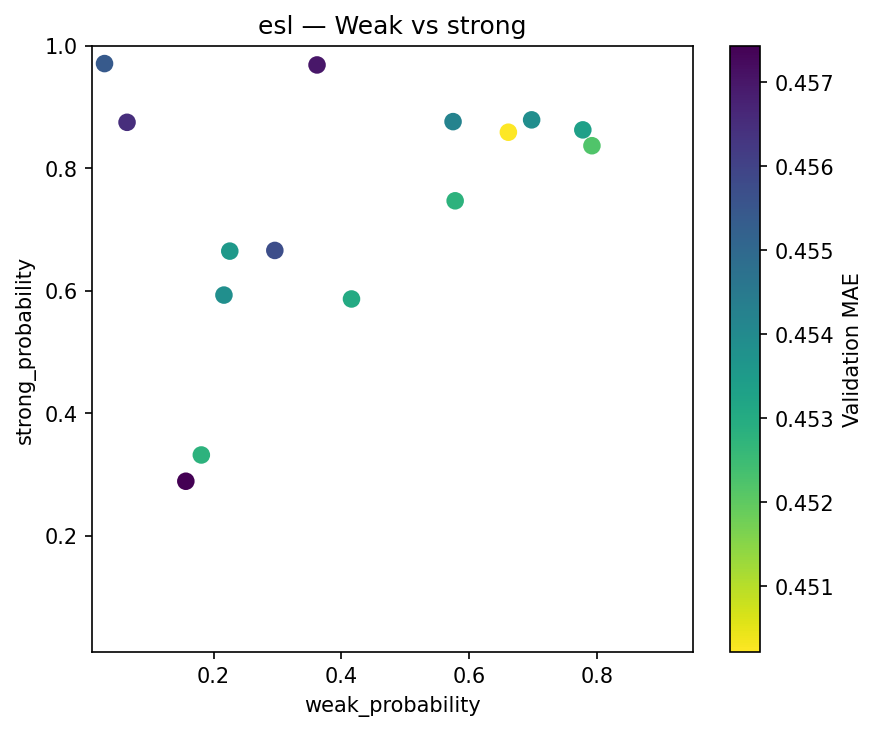 esl — Weak vs strong
1.0
0.8
0.6
0.4
0.2
strong_probability
0.2 0.4 0.6 0.8
weak_probability
0.457
0.456
0.455
0.454
0.453
0.452
0.451
Validation MAE